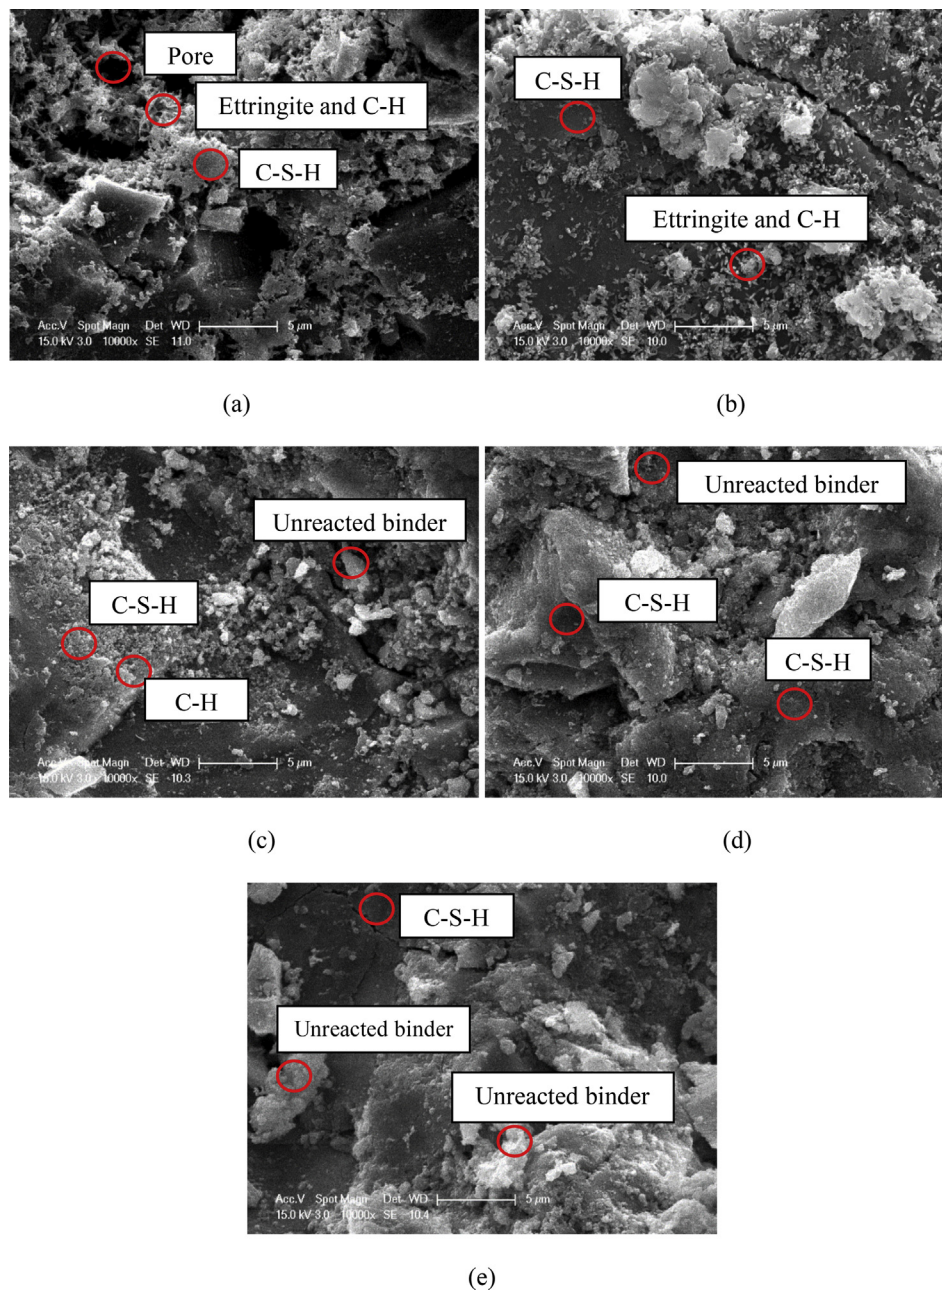 Pore
Ettringite and C-H
C-S-H
Acc.V Spot Magn Det WD 5 μm
15.0 kV 3.0 10000x SE 11.0
(a)
C-S-H
Ettringite and C-H
Acc.V Spot Magn Det WD 5 μm
15.0 kV 3.0 10000x SE 10.0
(b)
Unreacted binder
C-S-H
C-H
Acc.V Spot Magn Det WD 5 μm
15.0 kV 3.0 10000x SE 10.3
(c)
Unreacted binder
C-S-H
C-S-H
Acc.V Spot Magn Det WD 5 μm
15.0 kV 3.0 10000x SE 10.0
(d)
C-S-H
Unreacted binder
Unreacted binder
Acc.V Spot Magn Det WD 5 μm
15.0 kV 3.0 10000x SE 10.4
(e)